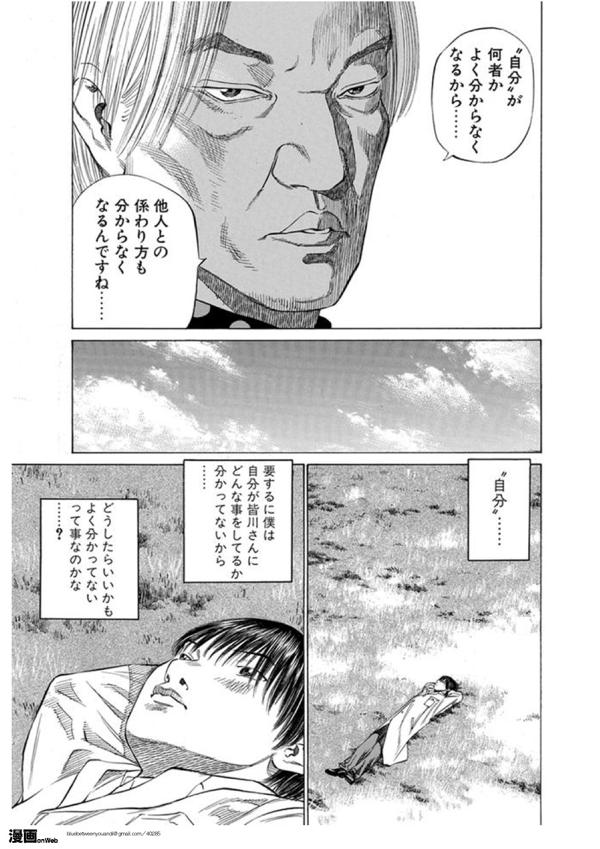 〝自分〟が
何者か
よく分からなく
なるから……
他人との
係わり方も
分からなく
なるんですね……
〝自分〟……
要するに僕は
自分が皆川さんに
どんな事をしてるか
分かってないから
……
どうしたらいいかも
よく分かってない
って事なのかな
……?
漫画onWeb
bluebetweenyouandi@gmail.com/40285